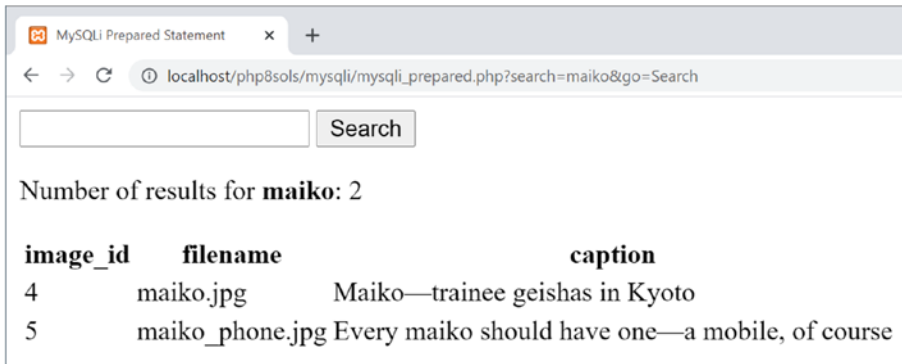 MySQLi Prepared Statement
localhost/php8sols/mysqli/mysqli_prepared.php?search=maiko&go=Search
Search
Number of results for maiko: 2
image_id filename caption
4 maiko.jpg Maiko—trainee geishas in Kyoto
5 maiko_phone.jpg Every maiko should have one—a mobile, of course